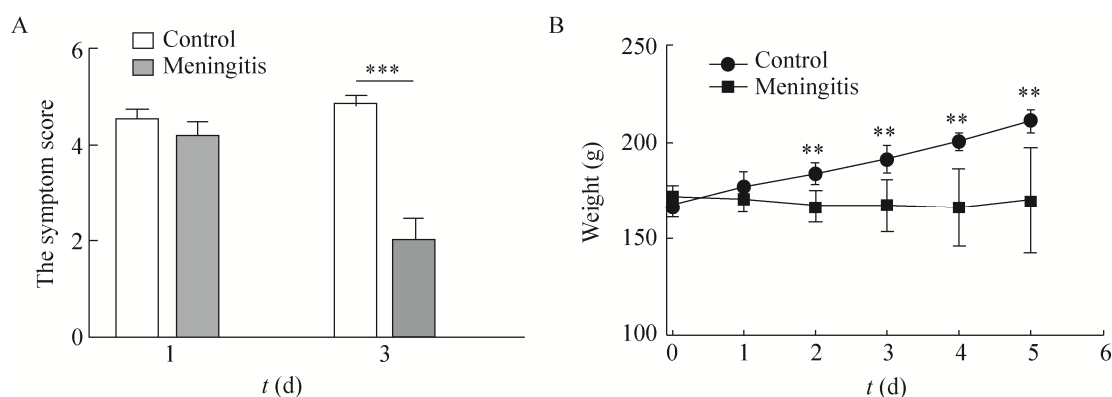 A
Control
Meningitis
***
6
4
2
0
The symptom score
1
3
t (d)
B
Control
Meningitis
**
**
**
**
250
200
150
100
Weight (g)
0
1
2
3
4
5
6
t (d)